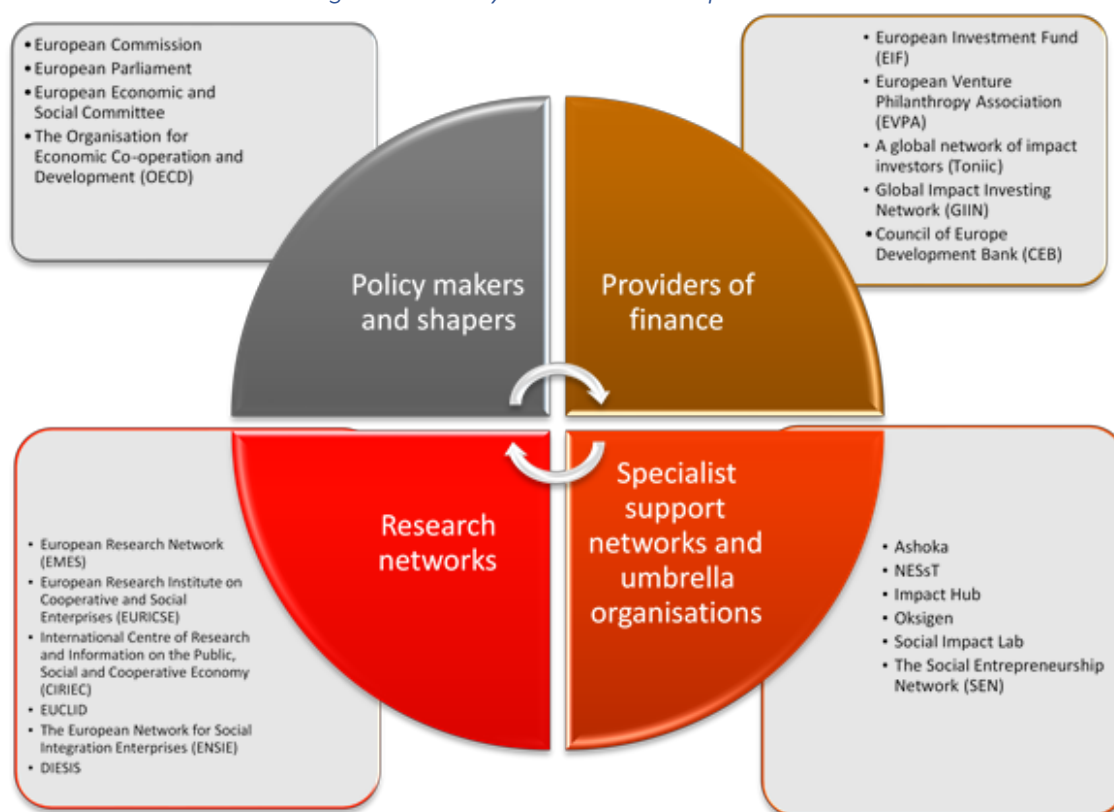 • European Commission
• European Parliament
• European Economic and
Social Committee
• The Organisation for
Economic Co-operation and
Development (OECD)
• European Investment Fund
(EIF)
• European Venture
Philanthropy Association
(EVPA)
• A global network of impact
investors (Toniic)
• Global Impact Investing
Network (GIIN)
• Council of Europe
Development Bank (CEB)
Policy makers
and shapers
Providers of
finance
Research
networks
Specialist
support
networks and
umbrella
organisations
• European Research Network
(EMES)
• European Research Institute on
Cooperative and Social
Enterprises (EURICSE)
• International Centre of Research
and Information on the Public,
Social and Cooperative Economy
(CIRIEC)
• EUCLID
• The European Network for Social
Integration Enterprises (ENSIE)
• DIESIS
• Ashoka
• NESsT
• Impact Hub
• Oksigen
• Social Impact Lab
• The Social Entrepreneurship
Network (SEN)